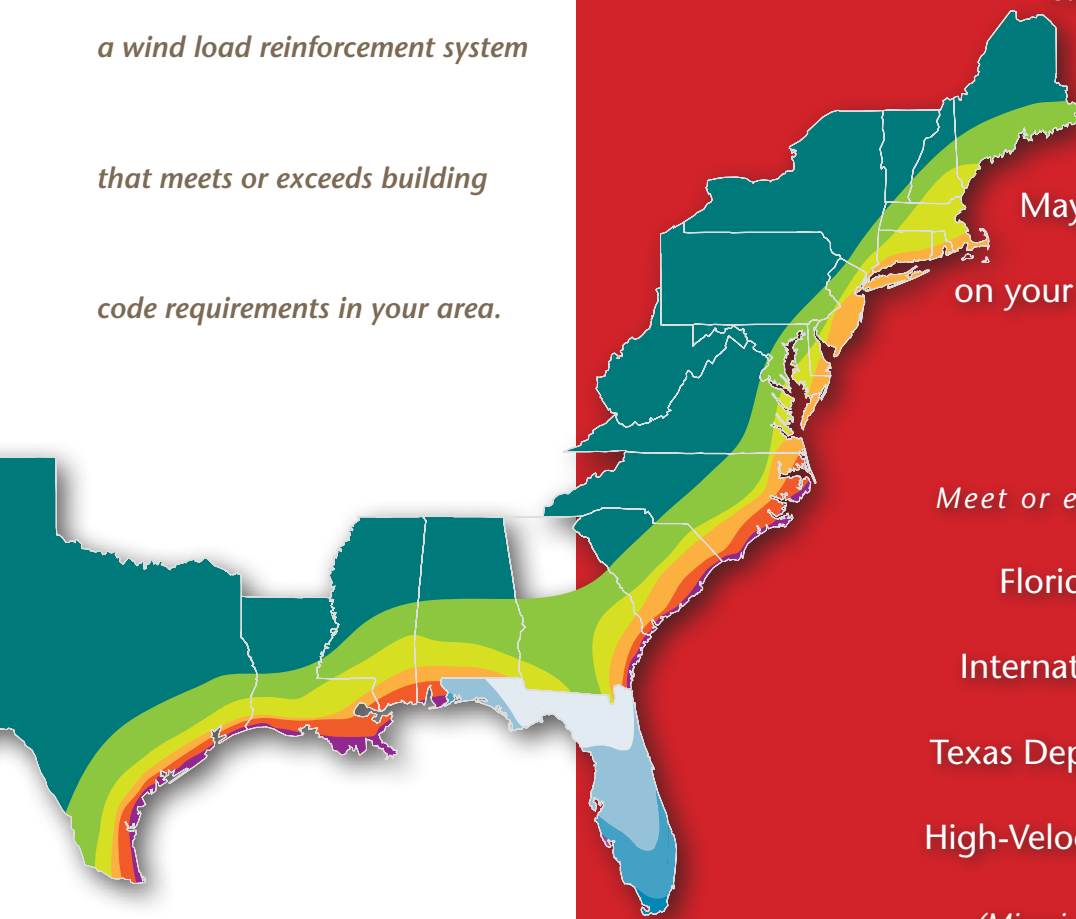 a wind load reinforcement system
that meets or exceeds building
code requirements in your area.
May
on your
Meet or e
Floric
Internat
Texas Dep
High-Veloc